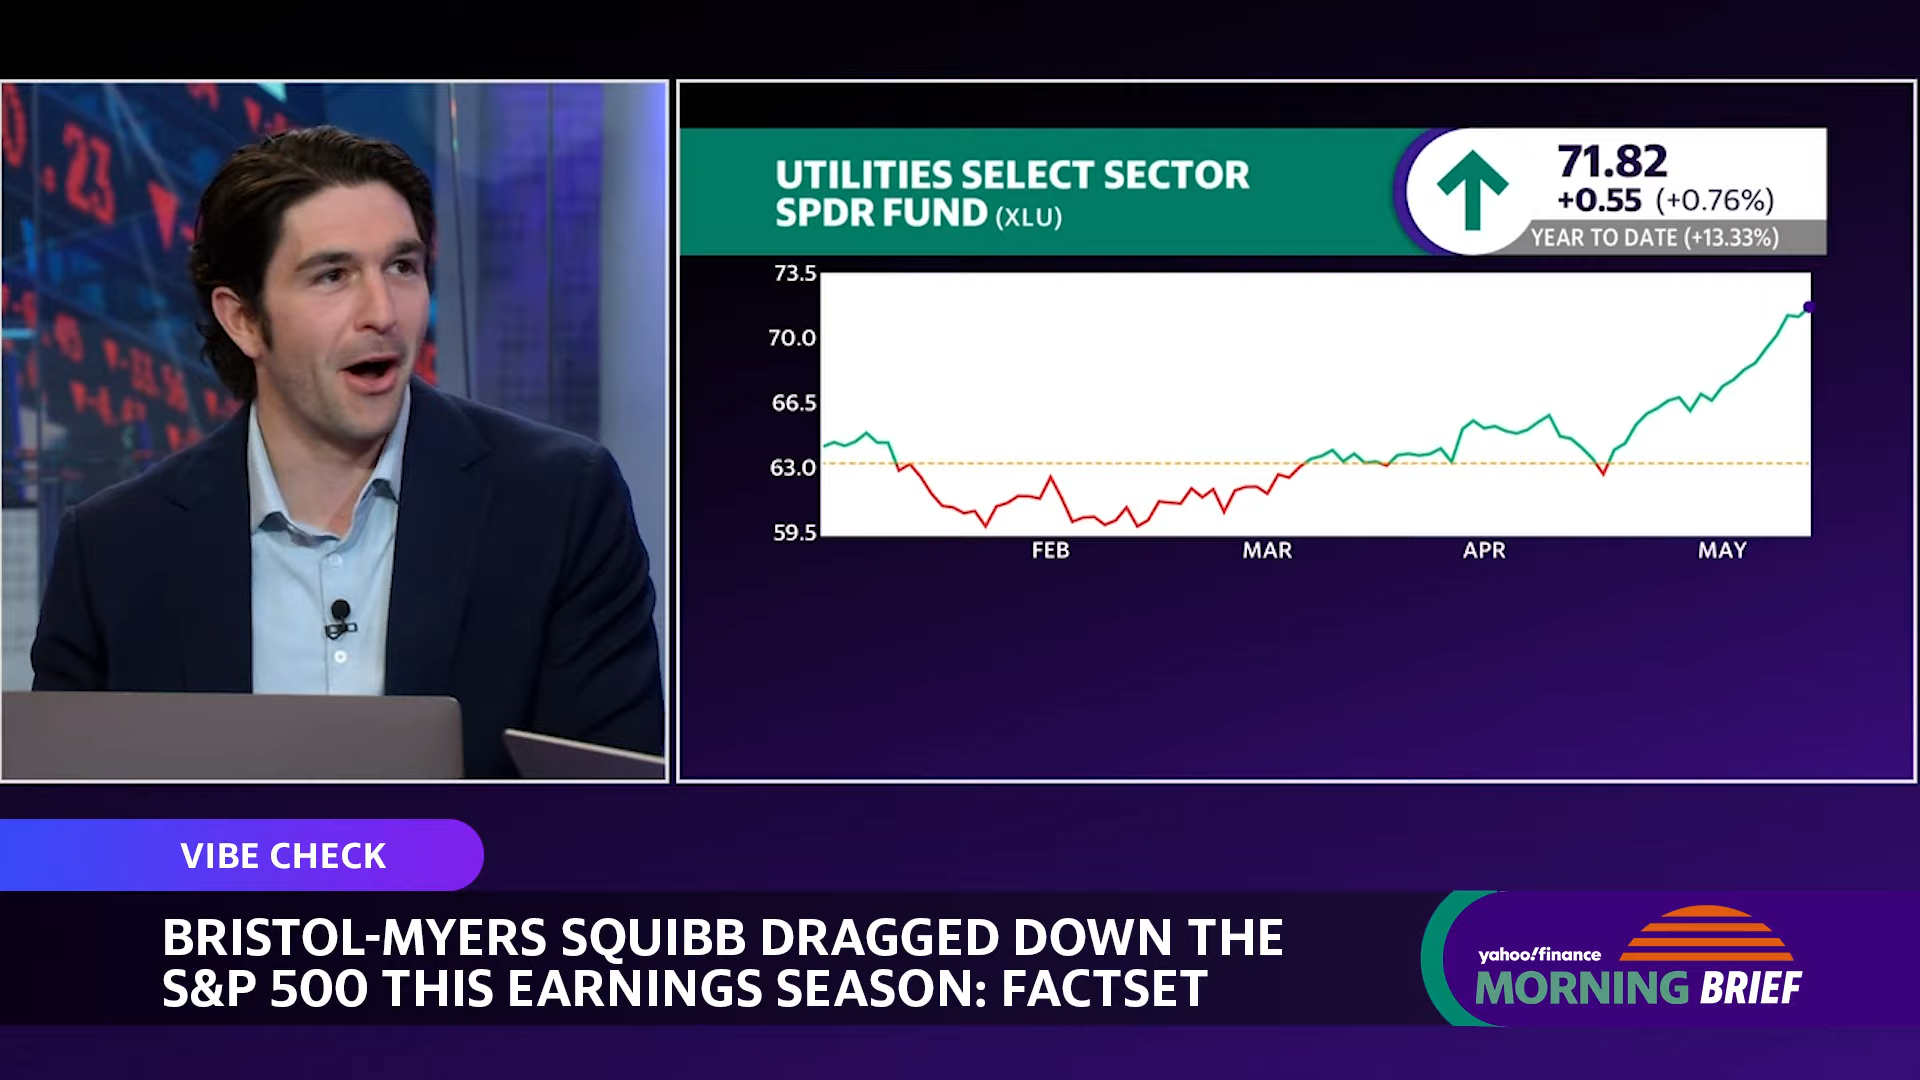 UTILITIES SELECT SECTOR
SPDR FUND (XLU)
71.82
+0.55 (+0.76%)
YEAR TO DATE (+13.33%)
73.5
70.0
66.5
63.0
59.5
FEB MAR APR MAY
.23
VIBE CHECK
BRISTOL-MYERS SQUIBB DRAGGED DOWN THE
S&P 500 THIS EARNINGS SEASON: FACTSET
yahoo!finance
MORNING BRIEF